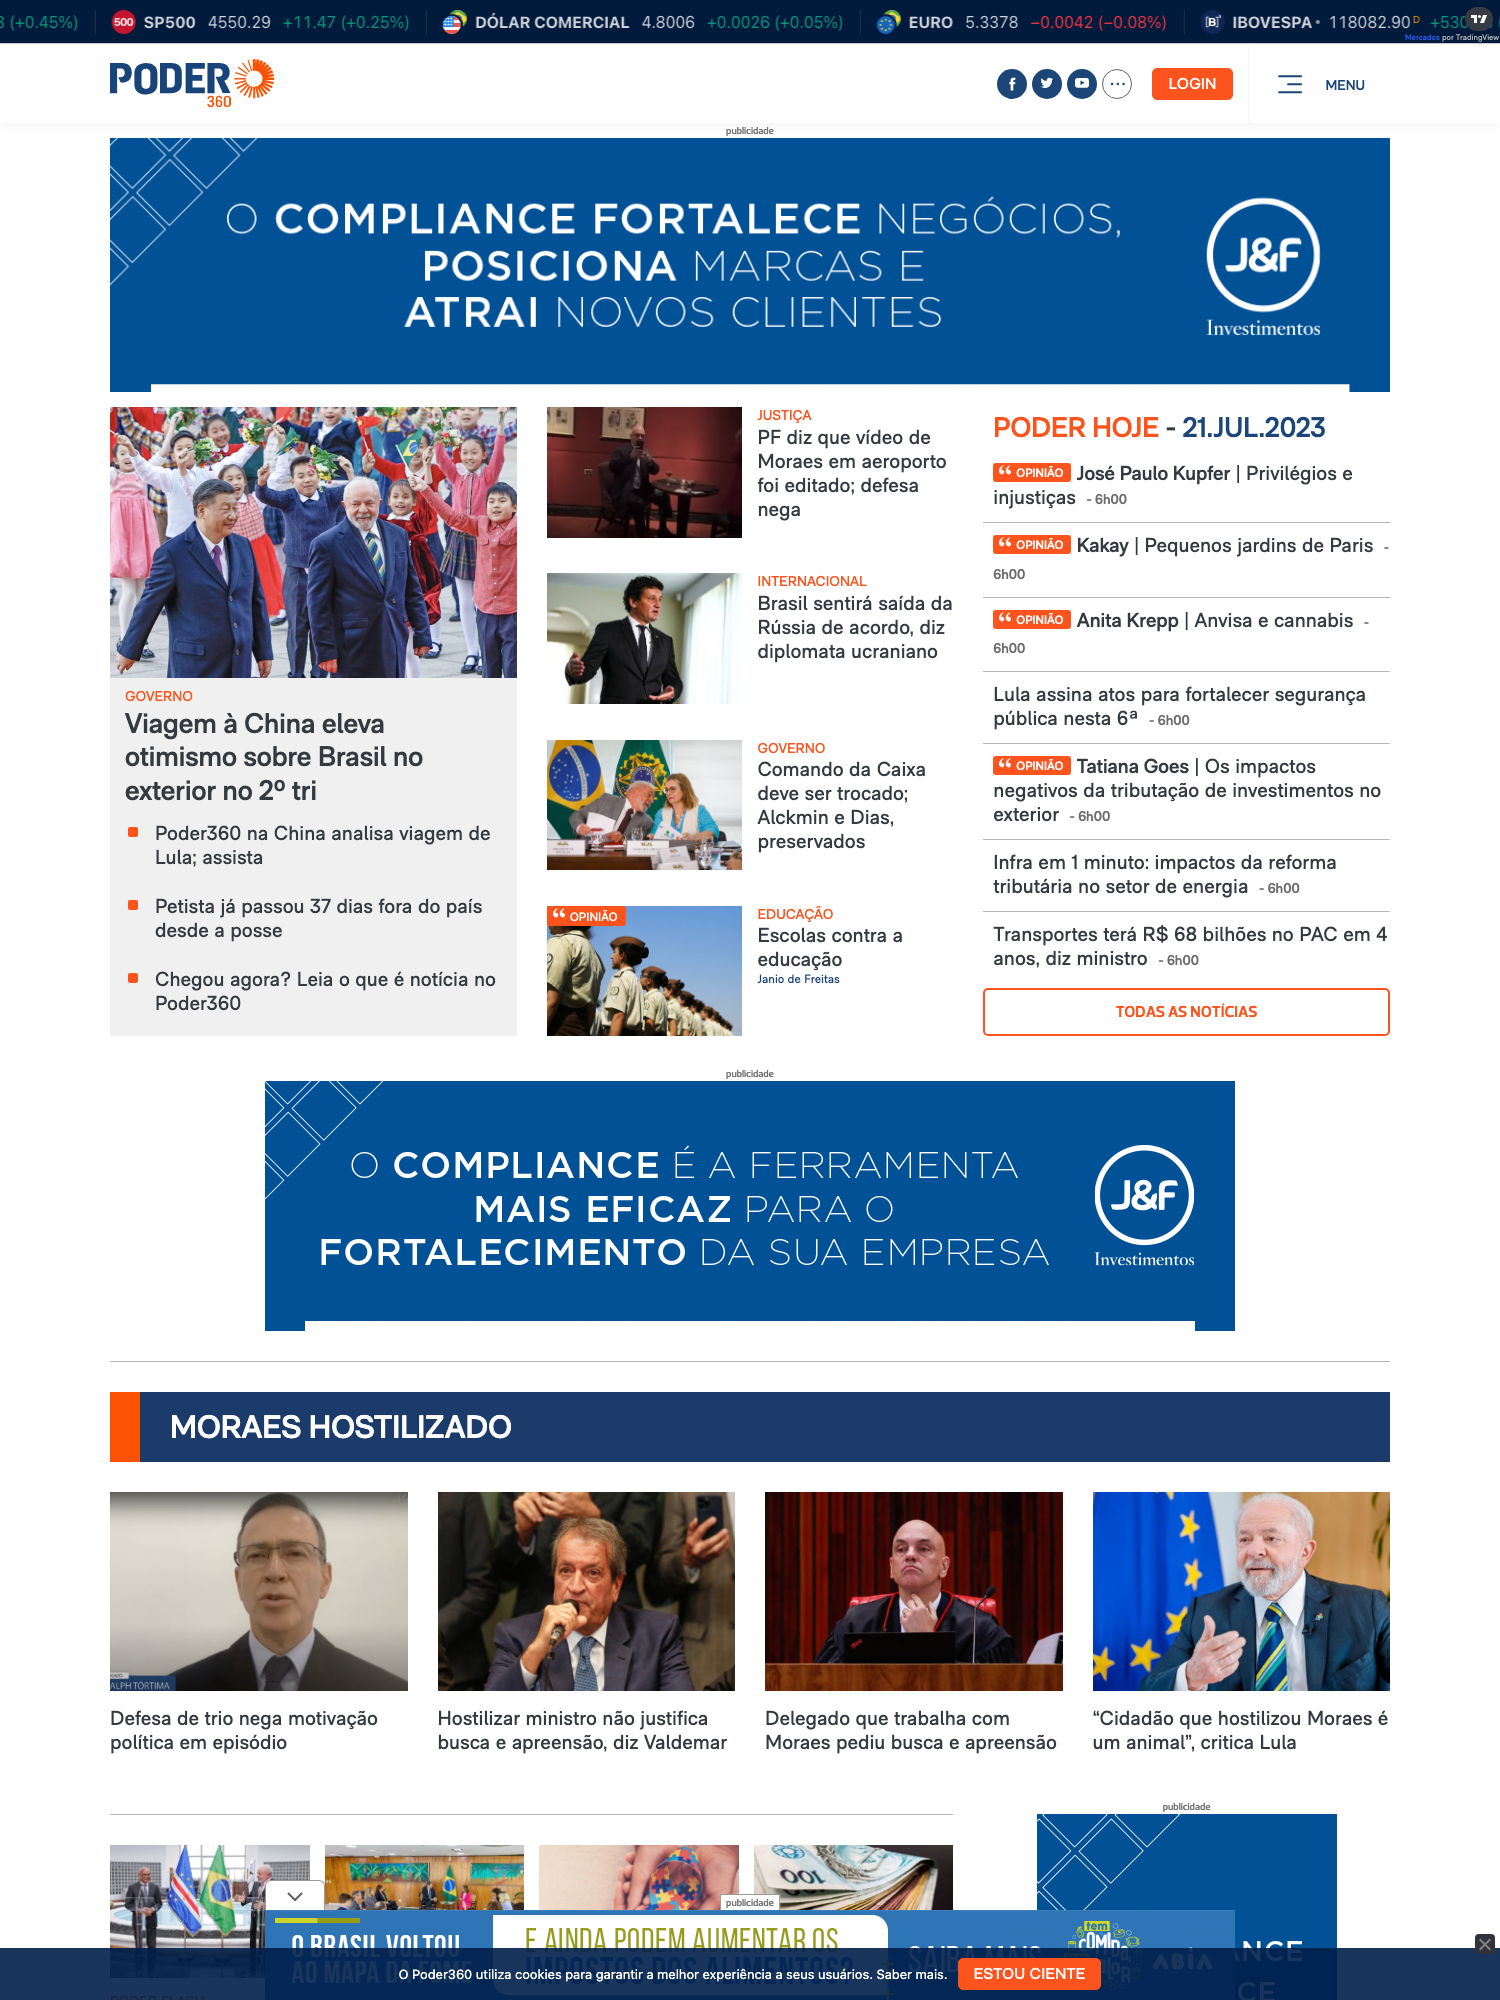 (+0.45%)
500 SP500 4550.29 +11.47 (+0.25%)
DÓLAR COMERCIAL 4.8006 +0.0026 (+0.05%)
EURO 5.3378 −0.0042 (−0.08%)
IBOVESPA 118082.90 D
Mercados por TradingView
PODER
360
LOGIN
MENU
publicidade
O COMPLIANCE FORTALECE NEGÓCIOS,
POSICIONA MARCAS E
ATRAI NOVOS CLIENTES
J&F
Investimentos
GOVERNO
Viagem à China eleva
otimismo sobre Brasil no
exterior no 2º tri
Poder360 na China analisa viagem de
Lula; assista
Petista já passou 37 dias fora do país
desde a posse
Chegou agora? Leia o que é notícia no
Poder360
JUSTIÇA
PF diz que vídeo de
Moraes em aeroporto
foi editado; defesa
nega
INTERNACIONAL
Brasil sentirá saída da
Rússia de acordo, diz
diplomata ucraniano
GOVERNO
Comando da Caixa
deve ser trocado;
Alckmin e Dias,
preservados
“ OPINIÃO
EDUCAÇÃO
Escolas contra a
educação
Janio de Freitas
PODER HOJE - 21.JUL.2023
“ OPINIÃO José Paulo Kupfer | Privilégios e
injustiças - 6h00
“ OPINIÃO Kakay | Pequenos jardins de Paris -
6h00
“ OPINIÃO Anita Krepp | Anvisa e cannabis -
6h00
Lula assina atos para fortalecer segurança
pública nesta 6ª - 6h00
“ OPINIÃO Tatiana Goes | Os impactos
negativos da tributação de investimentos no
exterior - 6h00
Infra em 1 minuto: impactos da reforma
tributária no setor de energia - 6h00
Transportes terá R$ 68 bilhões no PAC em 4
anos, diz ministro - 6h00
TODAS AS NOTÍCIAS
publicidade
O COMPLIANCE É A FERRAMENTA
MAIS EFICAZ PARA O
FORTALECIMENTO DA SUA EMPRESA
J&F
Investimentos
MORAES HOSTILIZADO
ALPH TÓRTIMA
Defesa de trio nega motivação
política em episódio
Hostilizar ministro não justifica
busca e apreensão, diz Valdemar
Delegado que trabalha com
Moraes pediu busca e apreensão
“Cidadão que hostilizou Moraes é
um animal”, critica Lula
publicidade
100
publicidade
O BRASIL VOLTOU
AO MAPA DA FOME
E AINDA PODEM AUMENTAR OS
SAIBA MAIS
tem
COMIDA
ABIA
NCE
CE
O Poder360 utiliza cookies para garantir a melhor experiência a seus usuários. Saber mais.
ESTOU CIENTE